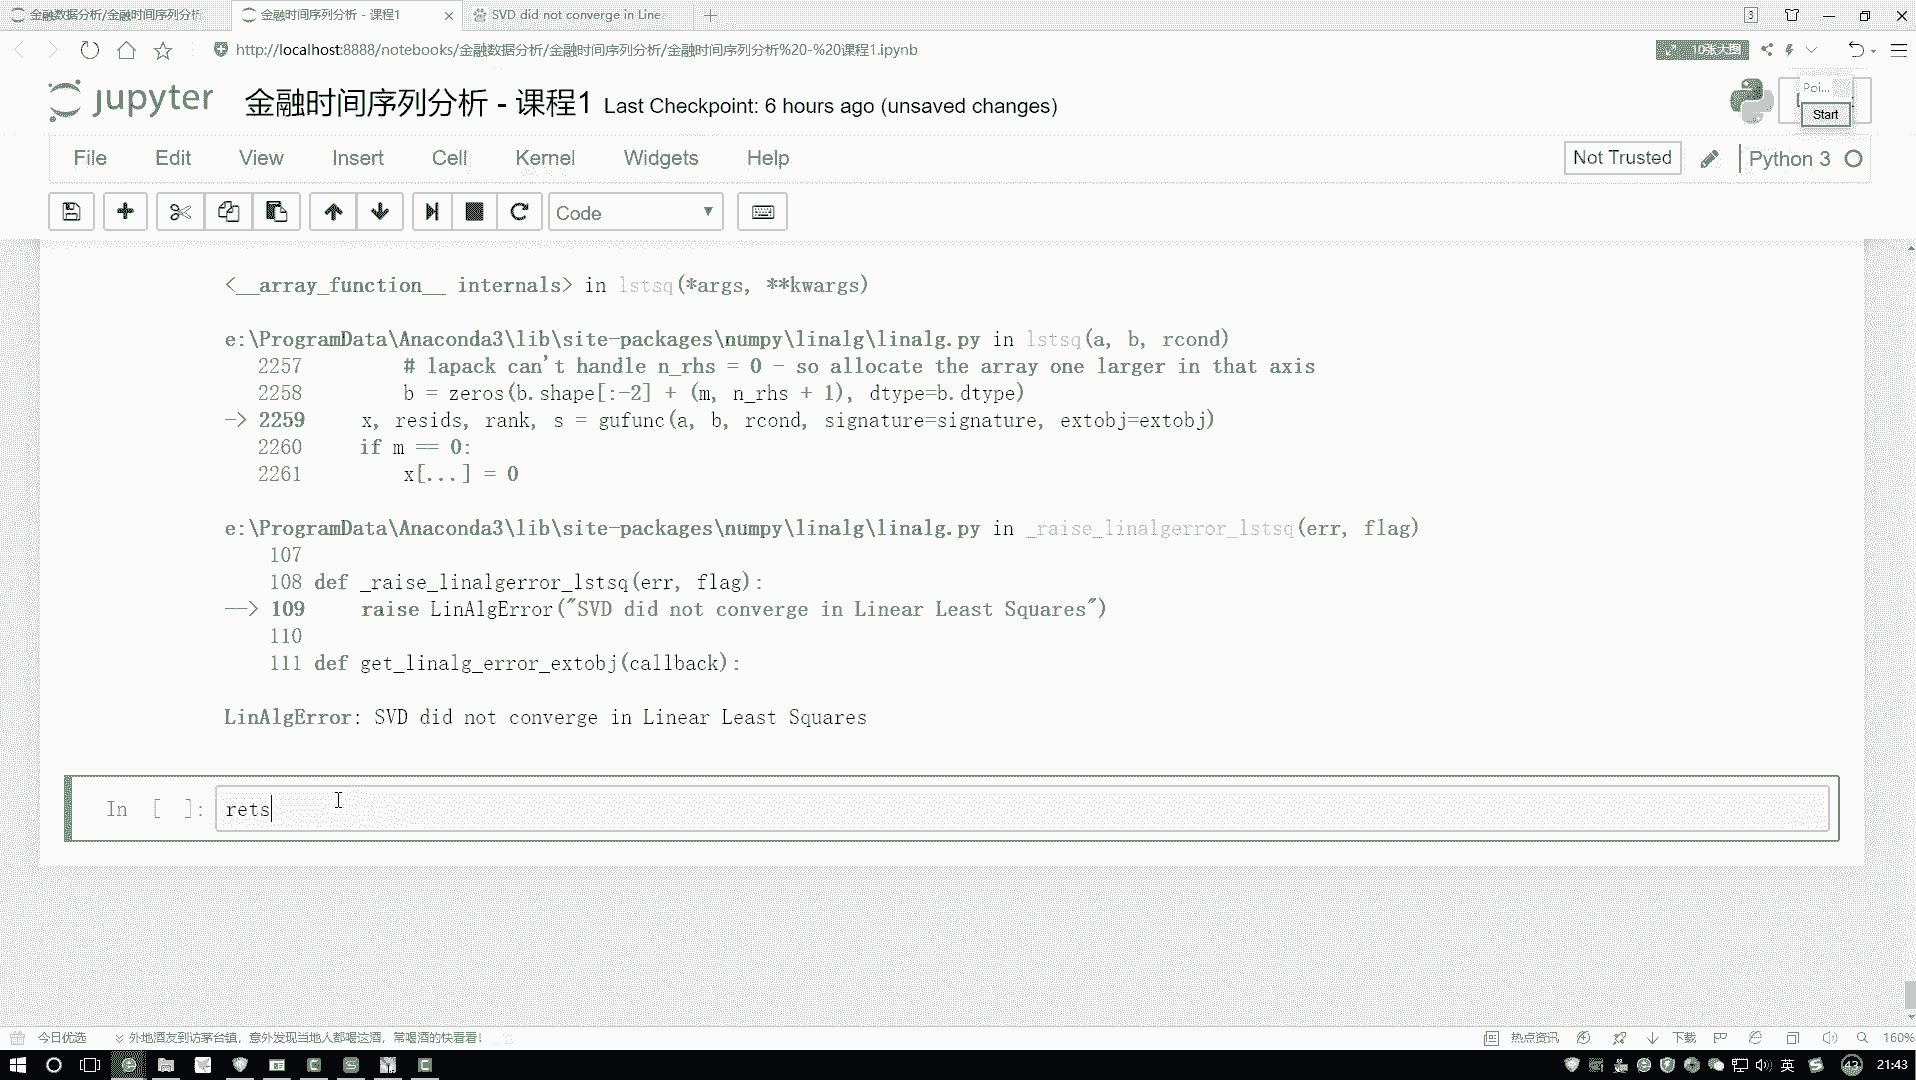 金融数据分析/金融时间序列分析
金融时间序列分析 - 课程1
SVD did not converge in Line
3
http://localhost:8888/notebooks/金融数据分析/金融时间序列分析/金融时间序列分析%20-%20课程1.ipynb
10张大图
jupyter
金融时间序列分析 - 课程1 Last Checkpoint: 6 hours ago (unsaved changes)
Poi...
Start
File Edit View Insert Cell Kernel Widgets Help
Not Trusted
Python 3
Code
<__array_function__ internals> in lstsq(*args, **kwargs)
e:\ProgramData\Anaconda3\lib\site-packages\numpy\linalg\linalg.py in lstsq(a, b, rcond)
2257 # lapack can't handle n_rhs = 0 - so allocate the array one larger in that axis
2258 b = zeros(b.shape[:-2] + (m, n_rhs + 1), dtype=b.dtype)
-> 2259 x, resids, rank, s = gufunc(a, b, rcond, signature=signature, extobj=extobj)
2260 if m == 0:
2261 x[...] = 0
e:\ProgramData\Anaconda3\lib\site-packages\numpy\linalg\linalg.py in _raise_linalgerror_lstsq(err, flag)
107
108 def _raise_linalgerror_lstsq(err, flag):
--> 109 raise LinAlgError("SVD did not converge in Linear Least Squares")
110
111 def get_linalg_error_extobj(callback):
LinAlgError: SVD did not converge in Linear Least Squares
In [ ]: rets
今日优选 外地酒友到访茅台镇，意外发现当地人都喝这酒，常喝酒的快看看！
热点资讯 下载 160%
英 43 21:43